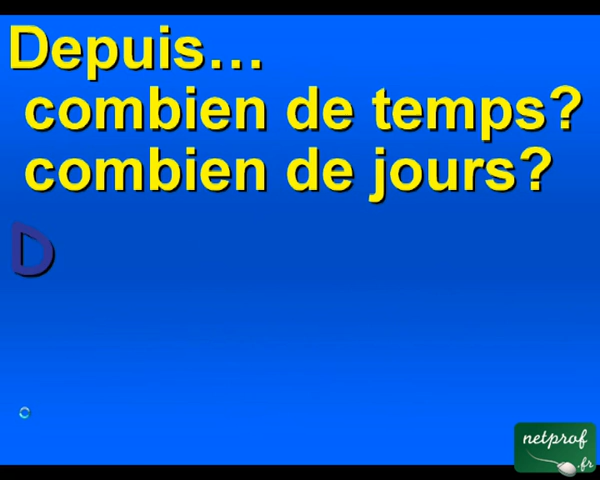 Depuis…
combien de temps?
combien de jours?
D
netprof
.fr